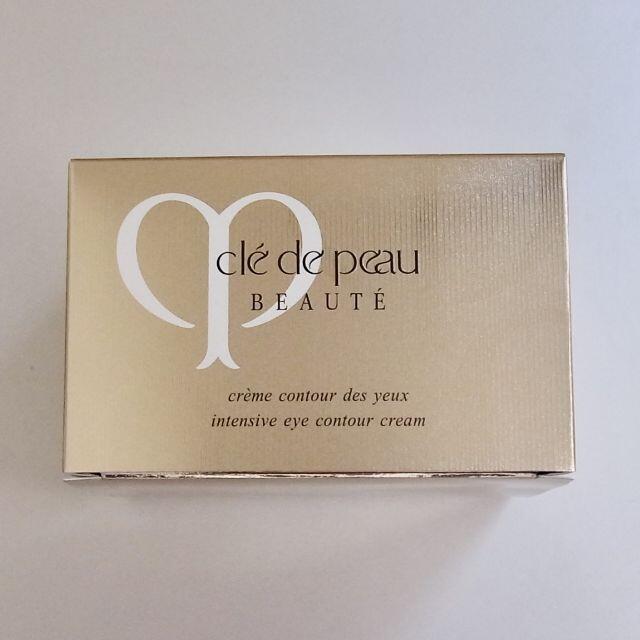 clé de peau
BEAUTÉ
crème contour des yeux
intensive eye contour cream